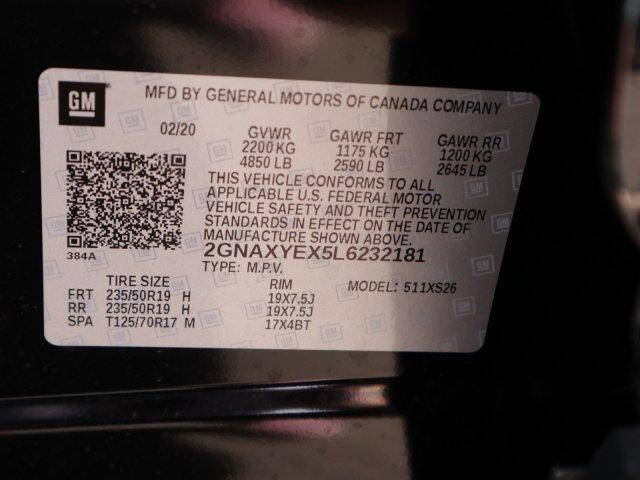 GM
MFD BY GENERAL MOTORS OF CANADA COMPANY
02/20 GVWR GAWR FRT GAWR RR
2200 KG 1175 KG 1200 KG
4850 LB 2590 LB 2645 LB
THIS VEHICLE CONFORMS TO ALL
APPLICABLE U.S. FEDERAL MOTOR
VEHICLE SAFETY AND THEFT PREVENTION
STANDARDS IN EFFECT ON THE DATE OF
MANUFACTURE SHOWN ABOVE.
384A 2GNAXYEX5L6232181
TYPE: M.P.V.
TIRE SIZE RIM MODEL: 511XS26
FRT 235/50R19 H 19X7.5J
RR 235/50R19 H 19X7.5J
SPA T125/70R17 M 17X4BT